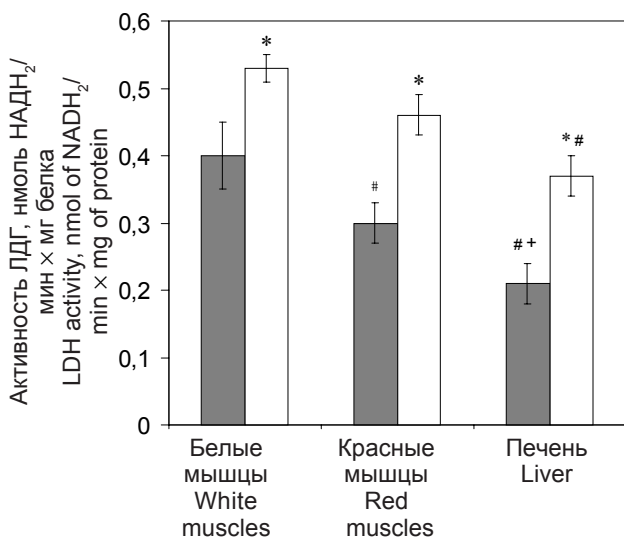 Активность ЛДГ, нмоль НАДН₂/
мин × мг белка
LDH activity, nmol of NADH₂/
min × mg of protein
0,6
0,5
0,4
0,3
0,2
0,1
0
*
#
*
# +
* #
Белые
мышцы
White
muscles
Красные
мышцы
Red
muscles
Печень
Liver